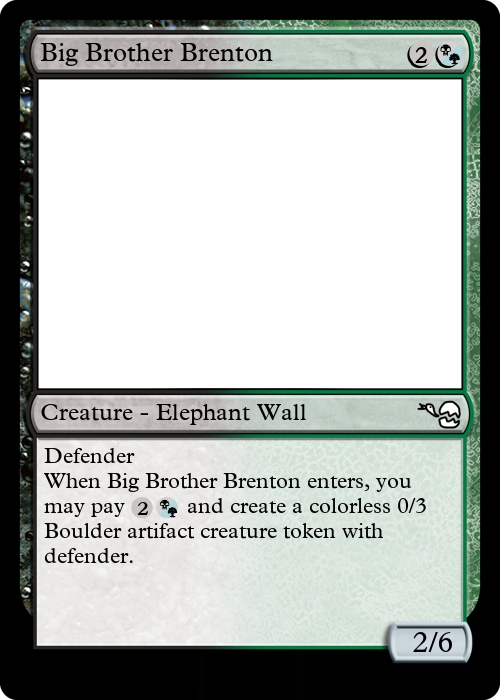 Big Brother Brenton 2
Creature - Elephant Wall
Defender
When Big Brother Brenton enters, you
may pay 2 and create a colorless 0/3
Boulder artifact creature token with
defender.
2/6